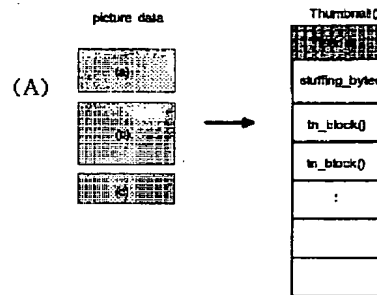 picture data
Thumbnail(
(A)
(a)
stuffing_bytes
(b)
tn_block()
tn_block()
(c)
: